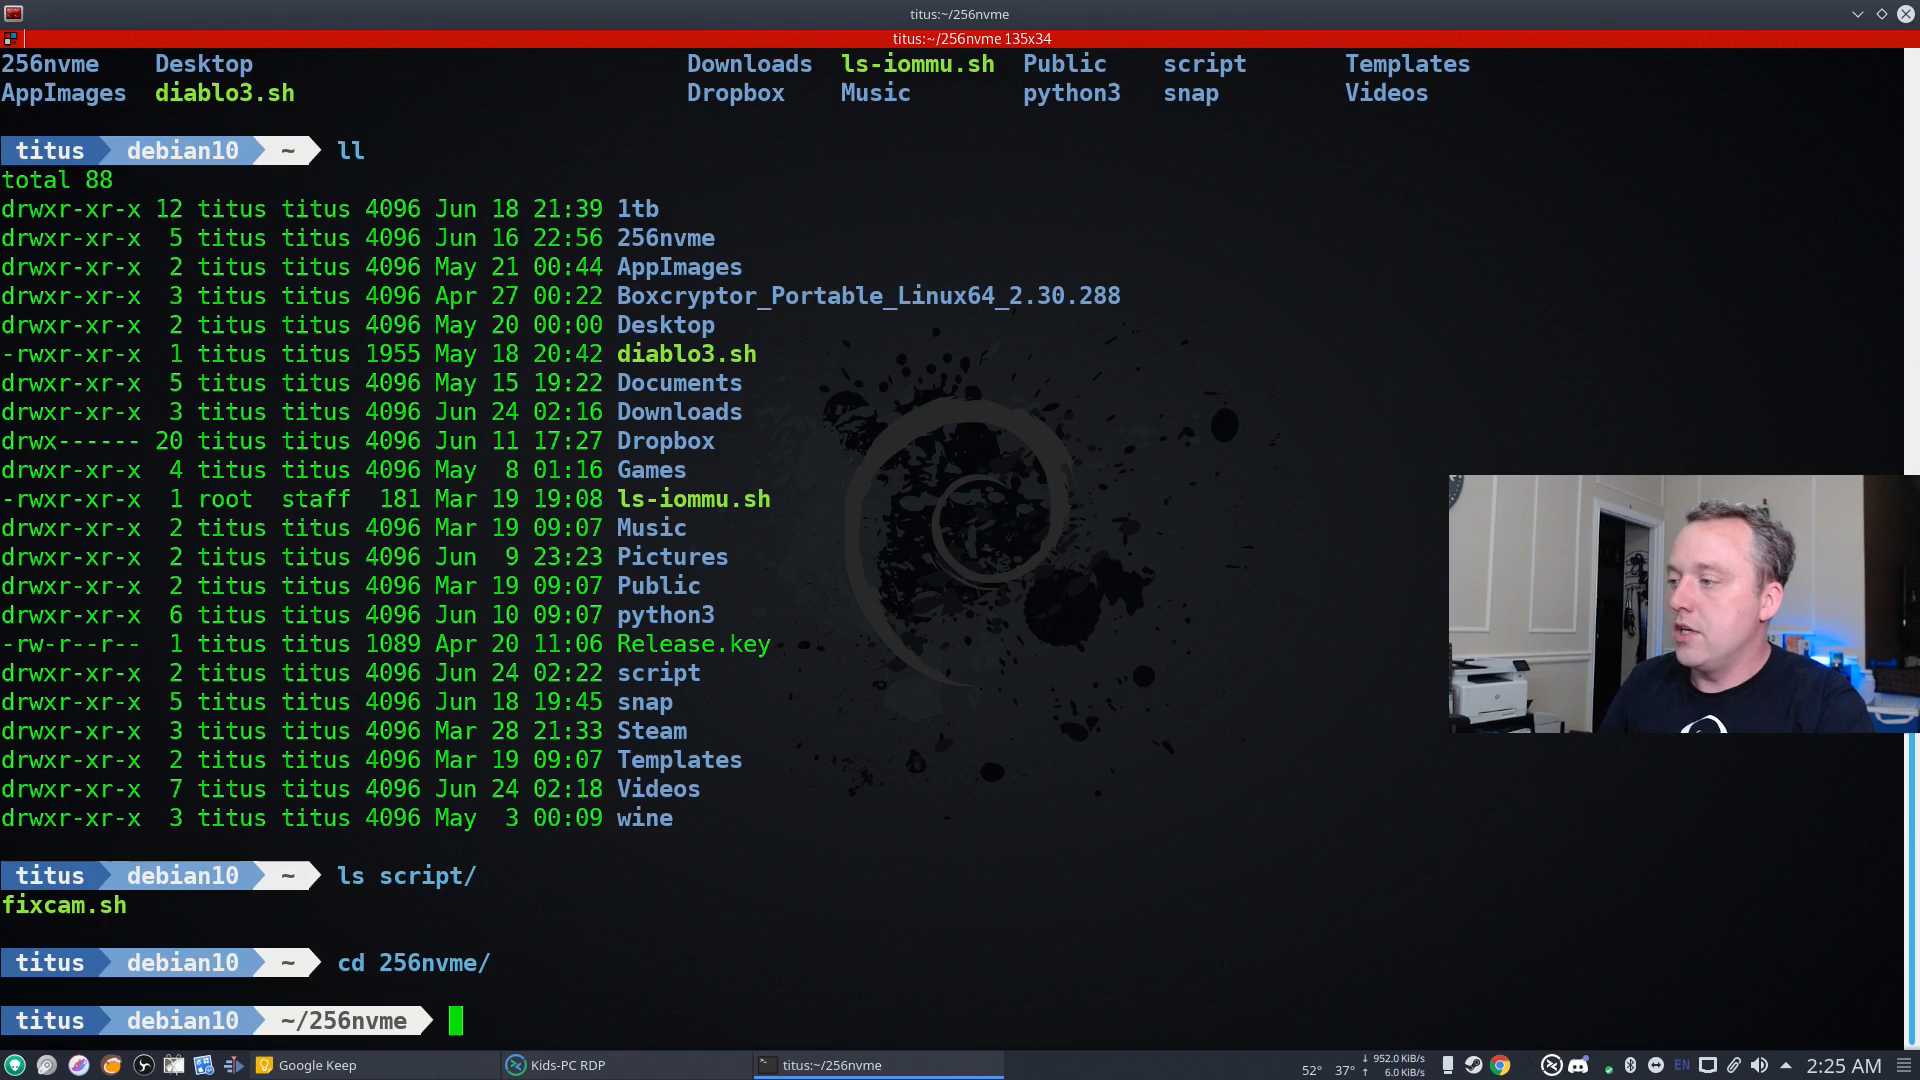 titus:~/256nvme
titus:~/256nvme 135x34
256nvme Desktop Downloads ls-iommu.sh Public script Templates
AppImages diablo3.sh Dropbox Music python3 snap Videos
titus debian10 ~ ll
total 88
drwxr-xr-x 12 titus titus 4096 Jun 18 21:39 1tb
drwxr-xr-x 5 titus titus 4096 Jun 16 22:56 256nvme
drwxr-xr-x 2 titus titus 4096 May 21 00:44 AppImages
drwxr-xr-x 3 titus titus 4096 Apr 27 00:22 Boxcryptor_Portable_Linux64_2.30.288
drwxr-xr-x 2 titus titus 4096 May 20 00:00 Desktop
-rwxr-xr-x 1 titus titus 1955 May 18 20:42 diablo3.sh
drwxr-xr-x 5 titus titus 4096 May 15 19:22 Documents
drwxr-xr-x 3 titus titus 4096 Jun 24 02:16 Downloads
drwx------ 20 titus titus 4096 Jun 11 17:27 Dropbox
drwxr-xr-x 4 titus titus 4096 May 8 01:16 Games
-rwxr-xr-x 1 root staff 181 Mar 19 19:08 ls-iommu.sh
drwxr-xr-x 2 titus titus 4096 Mar 19 09:07 Music
drwxr-xr-x 2 titus titus 4096 Jun 9 23:23 Pictures
drwxr-xr-x 2 titus titus 4096 Mar 19 09:07 Public
drwxr-xr-x 6 titus titus 4096 Jun 10 09:07 python3
-rw-r--r-- 1 titus titus 1089 Apr 20 11:06 Release.key
drwxr-xr-x 2 titus titus 4096 Jun 24 02:22 script
drwxr-xr-x 5 titus titus 4096 Jun 18 19:45 snap
drwxr-xr-x 3 titus titus 4096 Mar 28 21:33 Steam
drwxr-xr-x 2 titus titus 4096 Mar 19 09:07 Templates
drwxr-xr-x 7 titus titus 4096 Jun 24 02:18 Videos
drwxr-xr-x 3 titus titus 4096 May 3 00:09 wine
titus debian10 ~ ls script/
fixcam.sh
titus debian10 ~ cd 256nvme/
titus debian10 ~/256nvme
Google Keep Kids-PC RDP titus:~/256nvme 52° 37° ↓ 952.0 KiB/s ↑ 6.0 KiB/s EN 2:25 AM